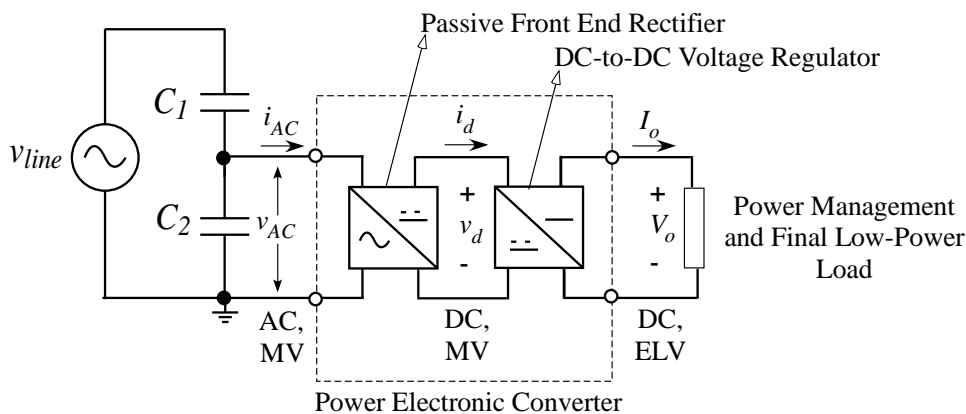 Passive Front End Rectifier
DC-to-DC Voltage Regulator
C1
iAC
id
Io
vline
C2
vAC
+
vd
-
+
Vo
-
Power Management
and Final Low-Power
Load
AC,
MV
DC,
MV
DC,
ELV
Power Electronic Converter